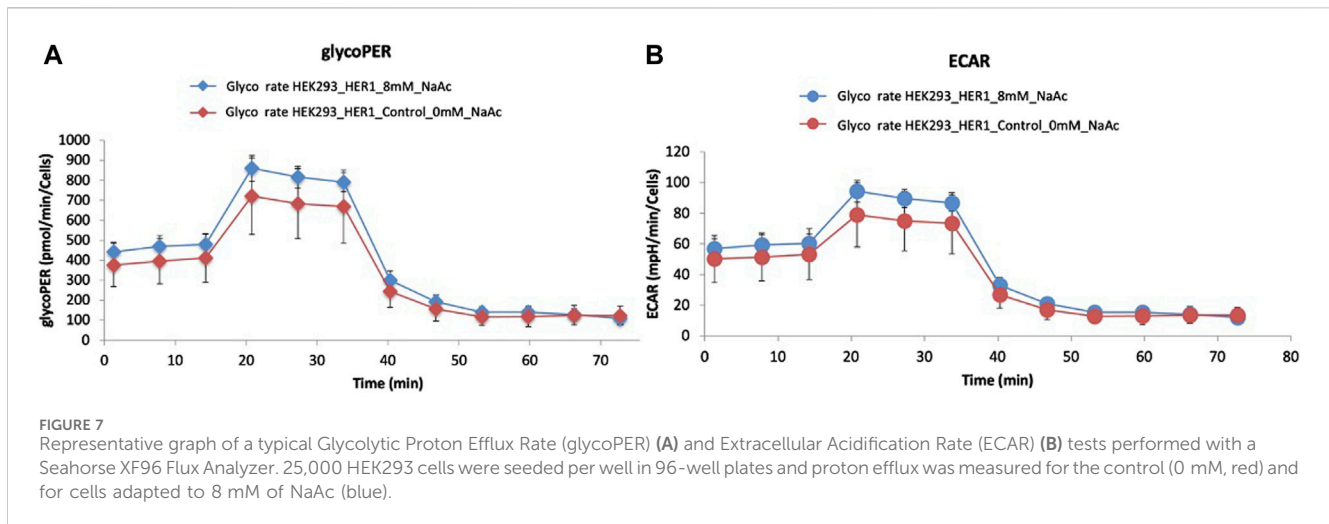 A
glycoPER
Glyco rate HEK293_HER1_8mM_NaAc
Glyco rate HEK293_HER1_Control_0mM_NaAc
glycoPER (pmol/min/Cells)
1000
900
800
700
600
500
400
300
200
100
0
0 10 20 30 40 50 60 70
Time (min)
B
ECAR
Glyco rate HEK293_HER1_8mM_NaAc
Glyco rate HEK293_HER1_Control_0mM_NaAc
ECAR (mpH/min/Cells)
120
100
80
60
40
20
0
0 10 20 30 40 50 60 70 80
Time (min)
FIGURE 7
Representative graph of a typical Glycolytic Proton Efflux Rate (glycoPER) (A) and Extracellular Acidification Rate (ECAR) (B) tests performed with a
Seahorse XF96 Flux Analyzer. 25,000 HEK293 cells were seeded per well in 96-well plates and proton efflux was measured for the control (0 mM, red) and
for cells adapted to 8 mM of NaAc (blue).